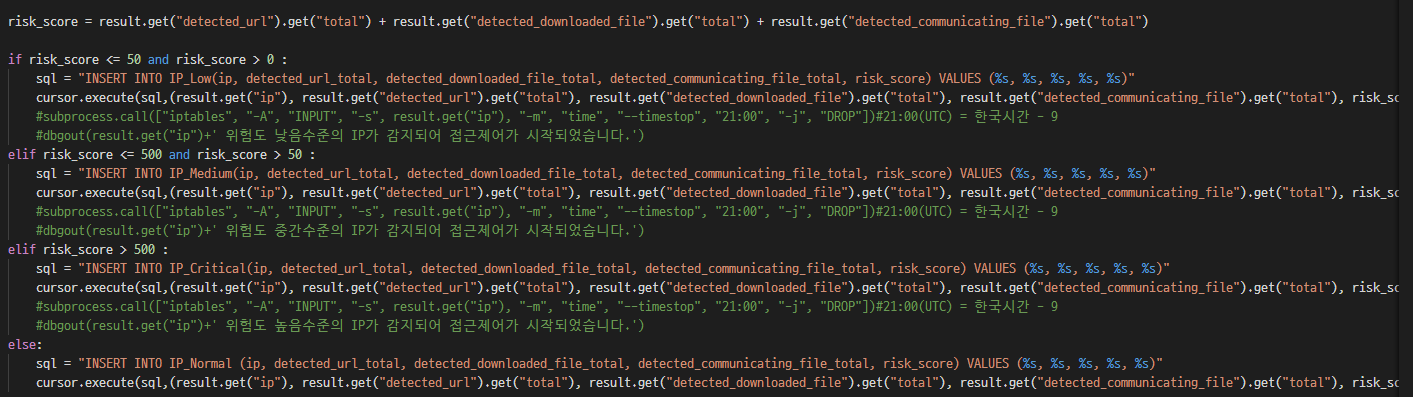 risk_score = result.get("detected_url").get("total") + result.get("detected_downloaded_file").get("total") + result.get("detected_communicating_file").get("total")
if risk_score <= 50 and risk_score > 0 :
sql = "INSERT INTO IP_Low(ip, detected_url_total, detected_downloaded_file_total, detected_communicating_file_total, risk_score) VALUES (%s, %s, %s, %s, %s)"
cursor.execute(sql,(result.get("ip"), result.get("detected_url").get("total"), result.get("detected_downloaded_file").get("total"), result.get("detected_communicating_file").get("total"), risk_sc
#subprocess.call(["iptables", "-A", "INPUT", "-s", result.get("ip"), "-m", "time", "--timestop", "21:00", "-j", "DROP"])#21:00(UTC) = 한국시간 - 9
#dbgout(result.get("ip")+' 위험도 낮음수준의 IP가 감지되어 접근제어가 시작되었습니다.')
elif risk_score <= 500 and risk_score > 50 :
sql = "INSERT INTO IP_Medium(ip, detected_url_total, detected_downloaded_file_total, detected_communicating_file_total, risk_score) VALUES (%s, %s, %s, %s, %s)"
cursor.execute(sql,(result.get("ip"), result.get("detected_url").get("total"), result.get("detected_downloaded_file").get("total"), result.get("detected_communicating_file").get("total"), risk_sc
#subprocess.call(["iptables", "-A", "INPUT", "-s", result.get("ip"), "-m", "time", "--timestop", "21:00", "-j", "DROP"])#21:00(UTC) = 한국시간 - 9
#dbgout(result.get("ip")+' 위험도 중간수준의 IP가 감지되어 접근제어가 시작되었습니다.')
elif risk_score > 500 :
sql = "INSERT INTO IP_Critical(ip, detected_url_total, detected_downloaded_file_total, detected_communicating_file_total, risk_score) VALUES (%s, %s, %s, %s, %s)"
cursor.execute(sql,(result.get("ip"), result.get("detected_url").get("total"), result.get("detected_downloaded_file").get("total"), result.get("detected_communicating_file").get("total"), risk_sc
#subprocess.call(["iptables", "-A", "INPUT", "-s", result.get("ip"), "-m", "time", "--timestop", "21:00", "-j", "DROP"])#21:00(UTC) = 한국시간 - 9
#dbgout(result.get("ip")+' 위험도 높음수준의 IP가 감지되어 접근제어가 시작되었습니다.')
else:
sql = "INSERT INTO IP_Normal (ip, detected_url_total, detected_downloaded_file_total, detected_communicating_file_total, risk_score) VALUES (%s, %s, %s, %s, %s)"
cursor.execute(sql,(result.get("ip"), result.get("detected_url").get("total"), result.get("detected_downloaded_file").get("total"), result.get("detected_communicating_file").get("total"), risk_sc